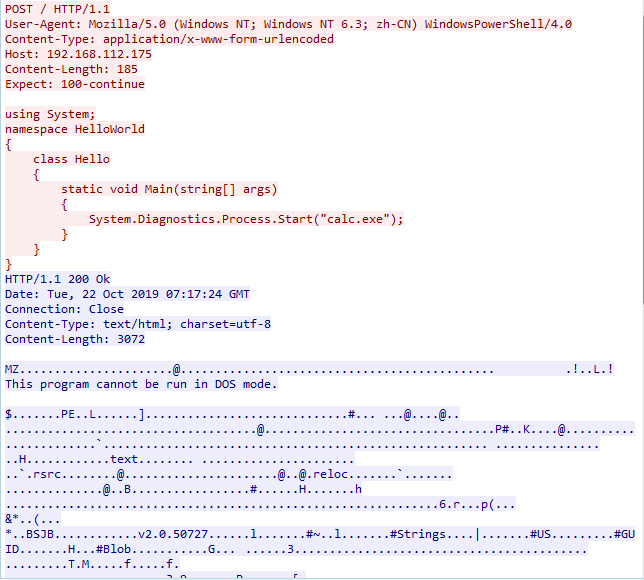 POST / HTTP/1.1
User-Agent: Mozilla/5.0 (Windows NT; Windows NT 6.3; zh-CN) WindowsPowerShell/4.0
Content-Type: application/x-www-form-urlencoded
Host: 192.168.112.175
Content-Length: 185
Expect: 100-continue
using System;
namespace HelloWorld
{
    class Hello
    {
        static void Main(string[] args)
        {
            System.Diagnostics.Process.Start("calc.exe");
        }
    }
}
HTTP/1.1 200 Ok
Date: Tue, 22 Oct 2019 07:17:24 GMT
Connection: Close
Content-Type: text/html; charset=utf-8
Content-Length: 3072
MZ......................@............................................. .!..L.!
This program cannot be run in DOS mode.
$.......PE..L......]............................#... ...@....@..
....................................@.................................P#..K....@..........
.............`....................................................... ...............
..H............text........ ......................
..`.rsrc........@......................@..@.reloc.......`.......
..............@..B.................#......H.......h
..............................................................6.r...p(...
&*..(...
*..BSJB............v2.0.50727......l.......#~..l.......#Strings....|.......#US.........#GU
ID.......H...#Blob...........G... ......3..........................................
.........T.M.....f.....f.